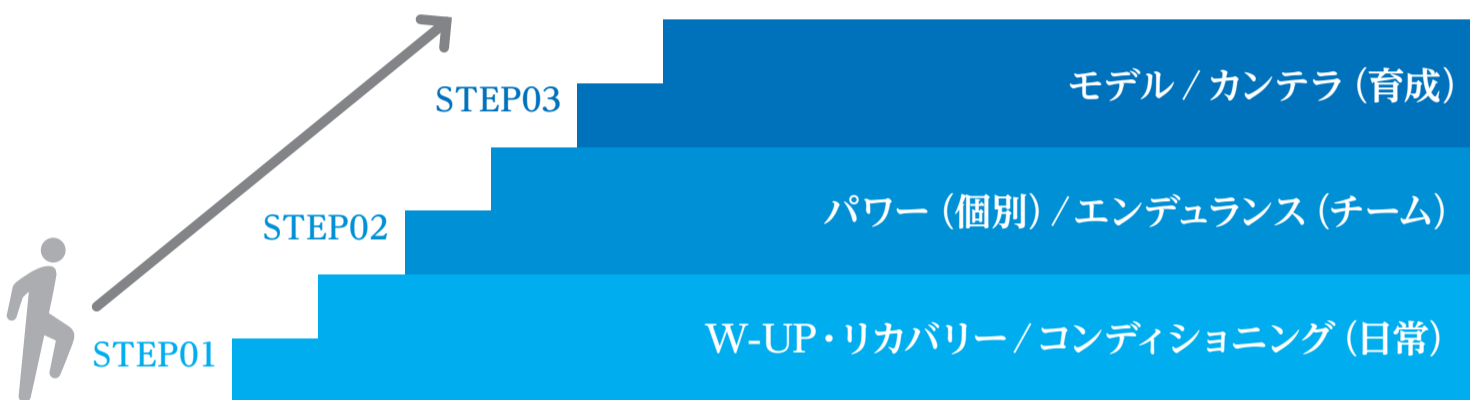 STEP03
モデル / カンテラ (育成)
STEP02
パワー (個別) / エンデュランス (チーム)
STEP01
W-UP・リカバリー / コンディショニング (日常)